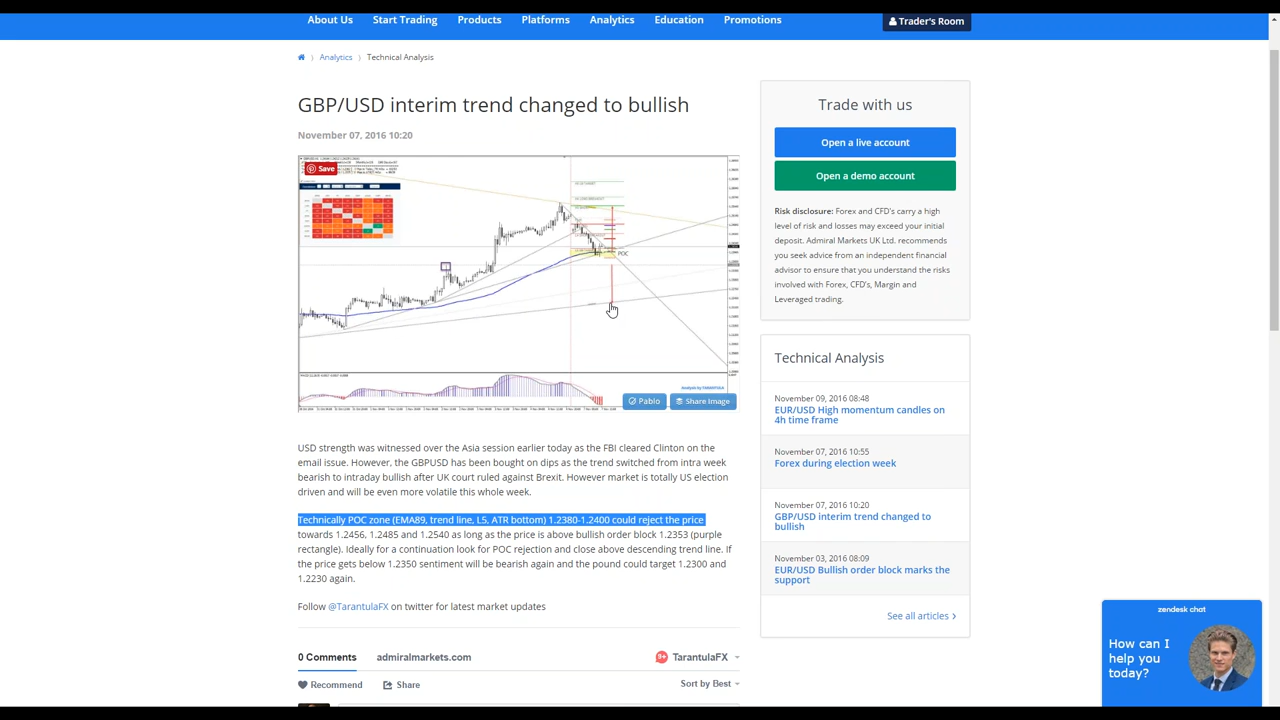 About Us Start Trading Products Platforms Analytics Education Promotions Trader's Room
Analytics Technical Analysis
GBP/USD interim trend changed to bullish
November 07, 2016 10:20
Save
POC
Analysis by TARANTULA
Pablo Share Image
USD strength was witnessed over the Asia session earlier today as the FBI cleared Clinton on the
email issue. However, the GBPUSD has been bought on dips as the trend switched from intra week
bearish to intraday bullish after UK court ruled against Brexit. However market is totally US election
driven and will be even more volatile this whole week.
Technically POC zone (EMA89, trend line, L5, ATR bottom) 1.2380-1.2400 could reject the price
towards 1.2456, 1.2485 and 1.2540 as long as the price is above bullish order block 1.2353 (purple
rectangle). Ideally for a continuation look for POC rejection and close above descending trend line. If
the price gets below 1.2350 sentiment will be bearish again and the pound could target 1.2300 and
1.2230 again.
Follow @TarantulaFX on twitter for latest market updates
0 Comments admiralmarkets.com 9+ TarantulaFX
Recommend Share Sort by Best
Trade with us
Open a live account
Open a demo account
Risk disclosure: Forex and CFD's carry a high
level of risk and losses may exceed your initial
deposit. Admiral Markets UK Ltd. recommends
you seek advice from an independent financial
advisor to ensure that you understand the risks
involved with Forex, CFD's, Margin and
Leveraged trading.
Technical Analysis
November 09, 2016 08:48
EUR/USD High momentum candles on
4h time frame
November 07, 2016 10:55
Forex during election week
November 07, 2016 10:20
GBP/USD interim trend changed to
bullish
November 03, 2016 08:09
EUR/USD Bullish order block marks the
support
See all articles
zendesk chat
How can I
help you
today?